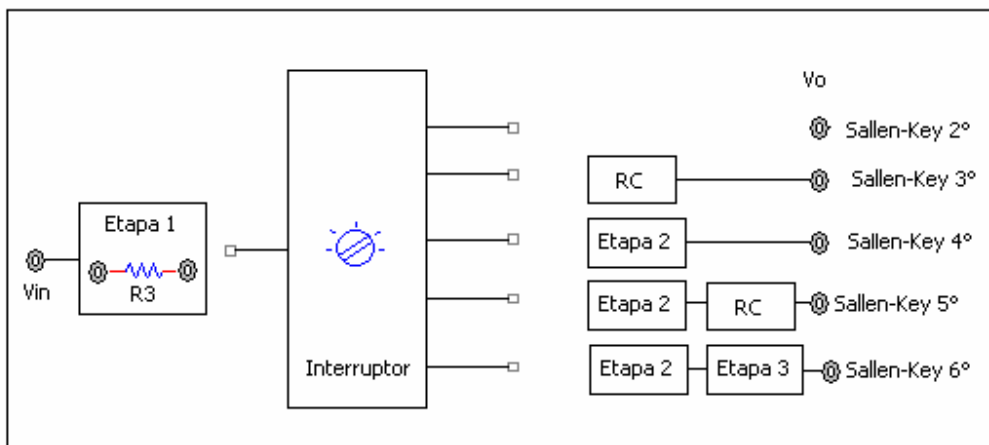 Vo
Sallen-Key 2°
RC
Sallen-Key 3°
Etapa 1
Etapa 2
Sallen-Key 4°
Vin
R3
Etapa 2
RC
Sallen-Key 5°
Interruptor
Etapa 2
Etapa 3
Sallen-Key 6°